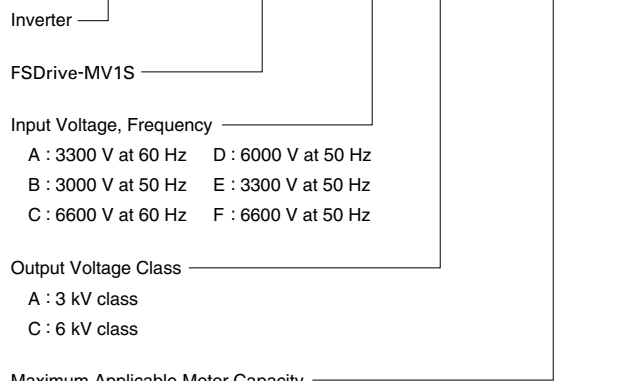 Inverter
FSDrive-MV1S
Input Voltage, Frequency
A : 3300 V at 60 Hz D : 6000 V at 50 Hz
B : 3000 V at 50 Hz E : 3300 V at 50 Hz
C : 6600 V at 60 Hz F : 6600 V at 50 Hz
Output Voltage Class
A : 3 kV class
C : 6 kV class
Maximum Applicable Motor Capacity